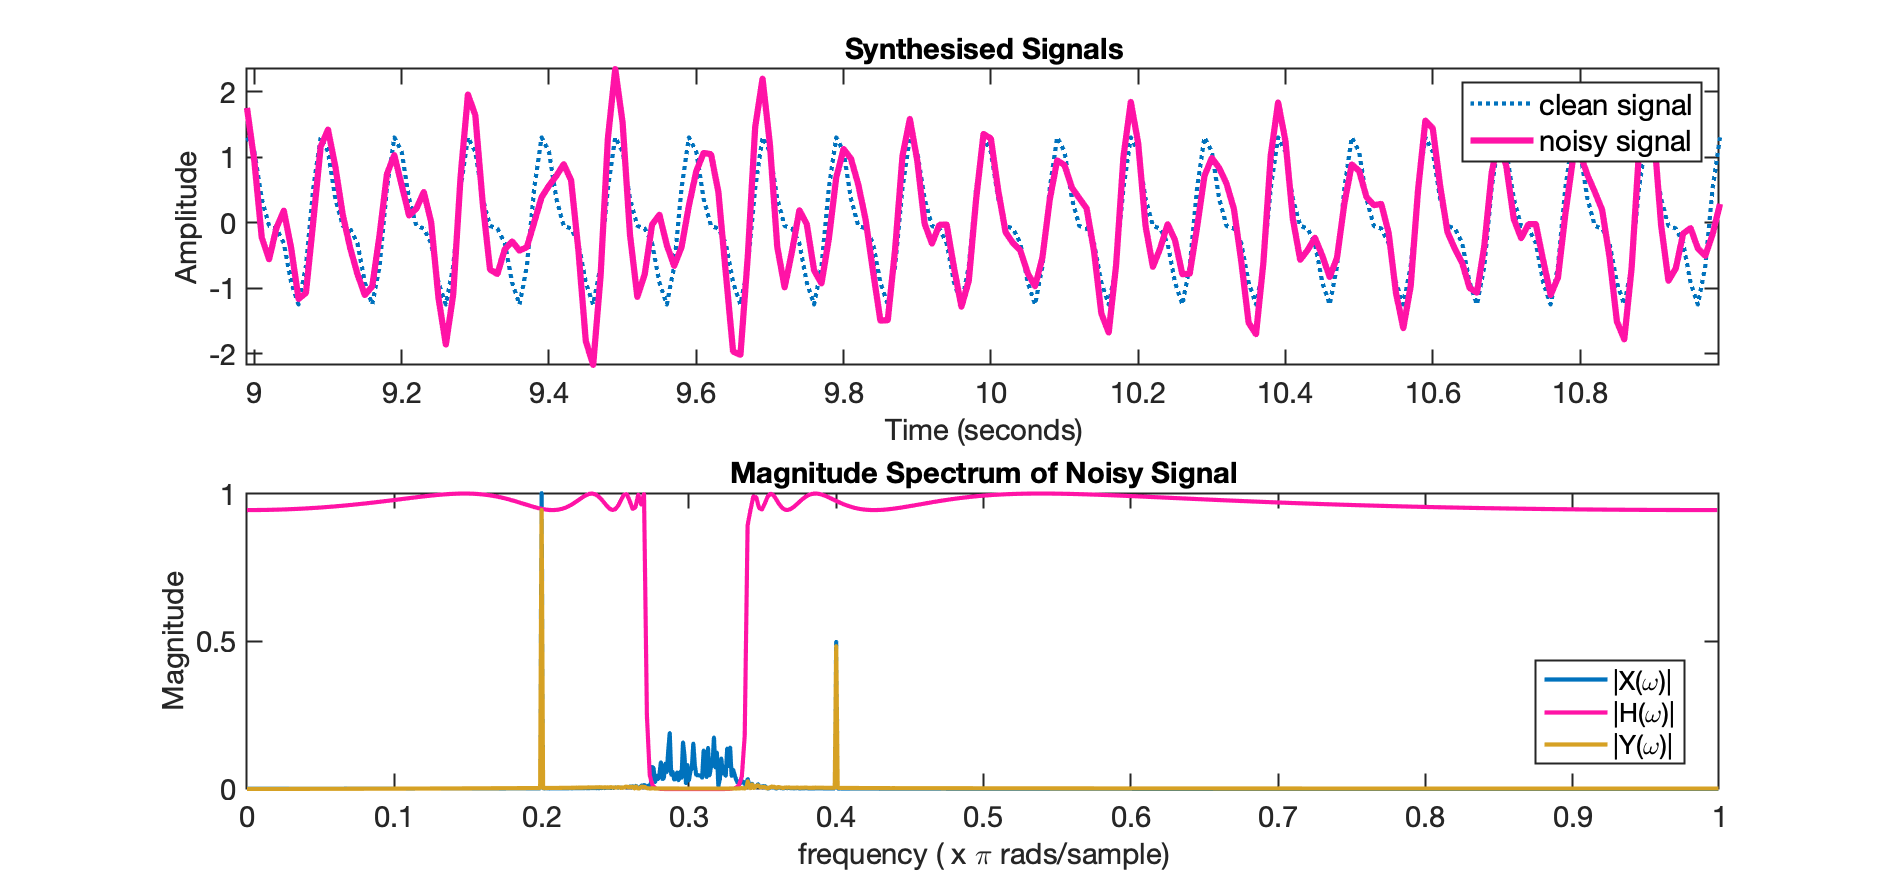 Synthesised Signals
2
1
0
-1
-2
Amplitude
clean signal
noisy signal
9 9.2 9.4 9.6 9.8 10 10.2 10.4 10.6 10.8
Time (seconds)
Magnitude Spectrum of Noisy Signal
1
0.5
0
Magnitude
|X(ω)|
|H(ω)|
|Y(ω)|
0 0.1 0.2 0.3 0.4 0.5 0.6 0.7 0.8 0.9 1
frequency ( x π rads/sample)